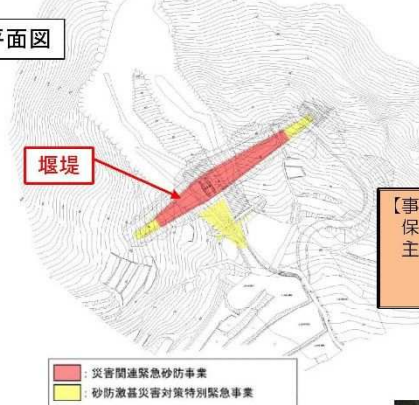 平面図
堰堤
【事
保
主
：災害関連緊急砂防事業
：砂防激甚災害対策特別緊急事業